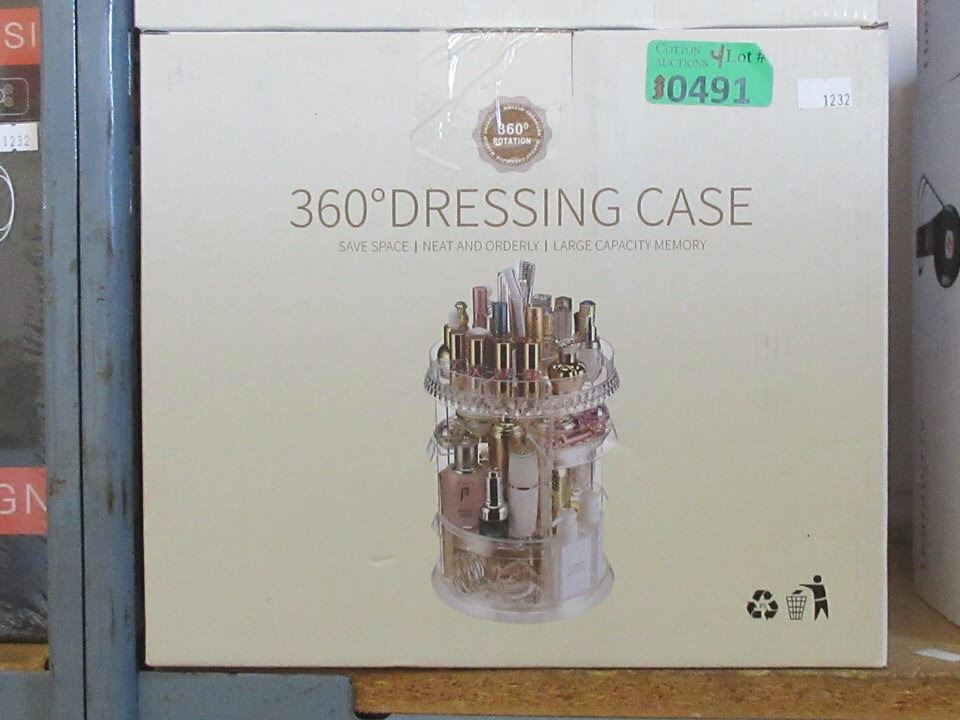 SI
1232
GN
COTTON
AUCTIONS
4 Lot #
0491
1232
360°
ROTATION
360°DRESSING CASE
SAVE SPACE | NEAT AND ORDERLY | LARGE CAPACITY MEMORY